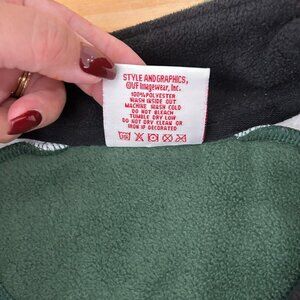 STYLE AND GRAPHICS,
©VF Imagewear, Inc.
100% POLYESTER
WASH INSIDE OUT
MACHINE WASH COLD
DO NOT BLEACH
TUMBLE DRY LOW
DO NOT DRY CLEAN OR
IRON IF DECORATED